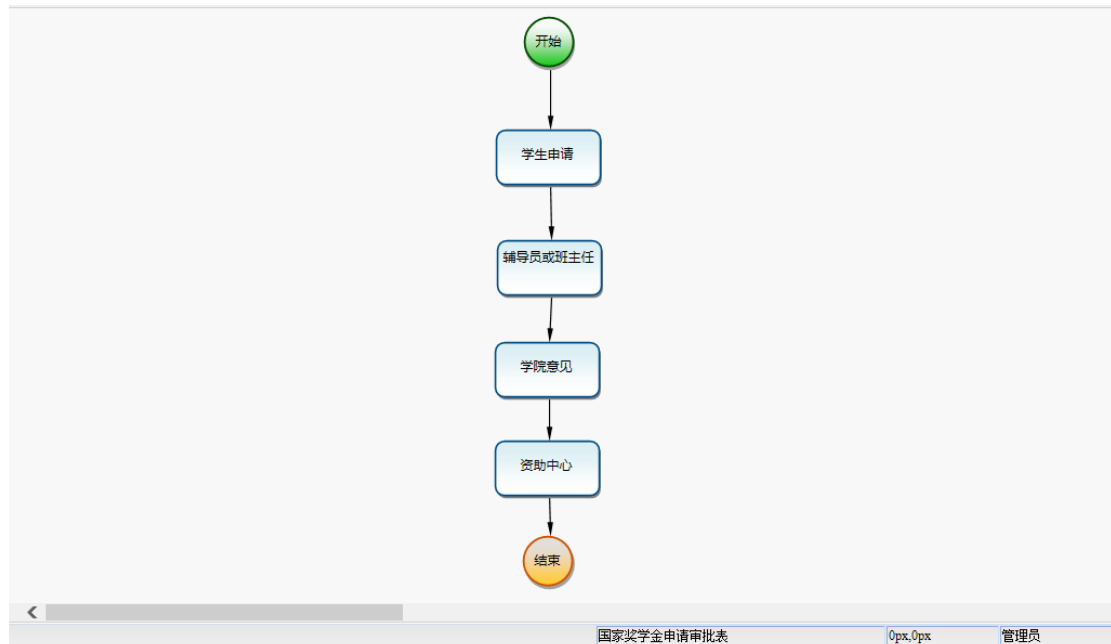 开始
学生申请
辅导员或班主任
学院意见
资助中心
结束
国家奖学金申请审批表 0px,0px 管理员